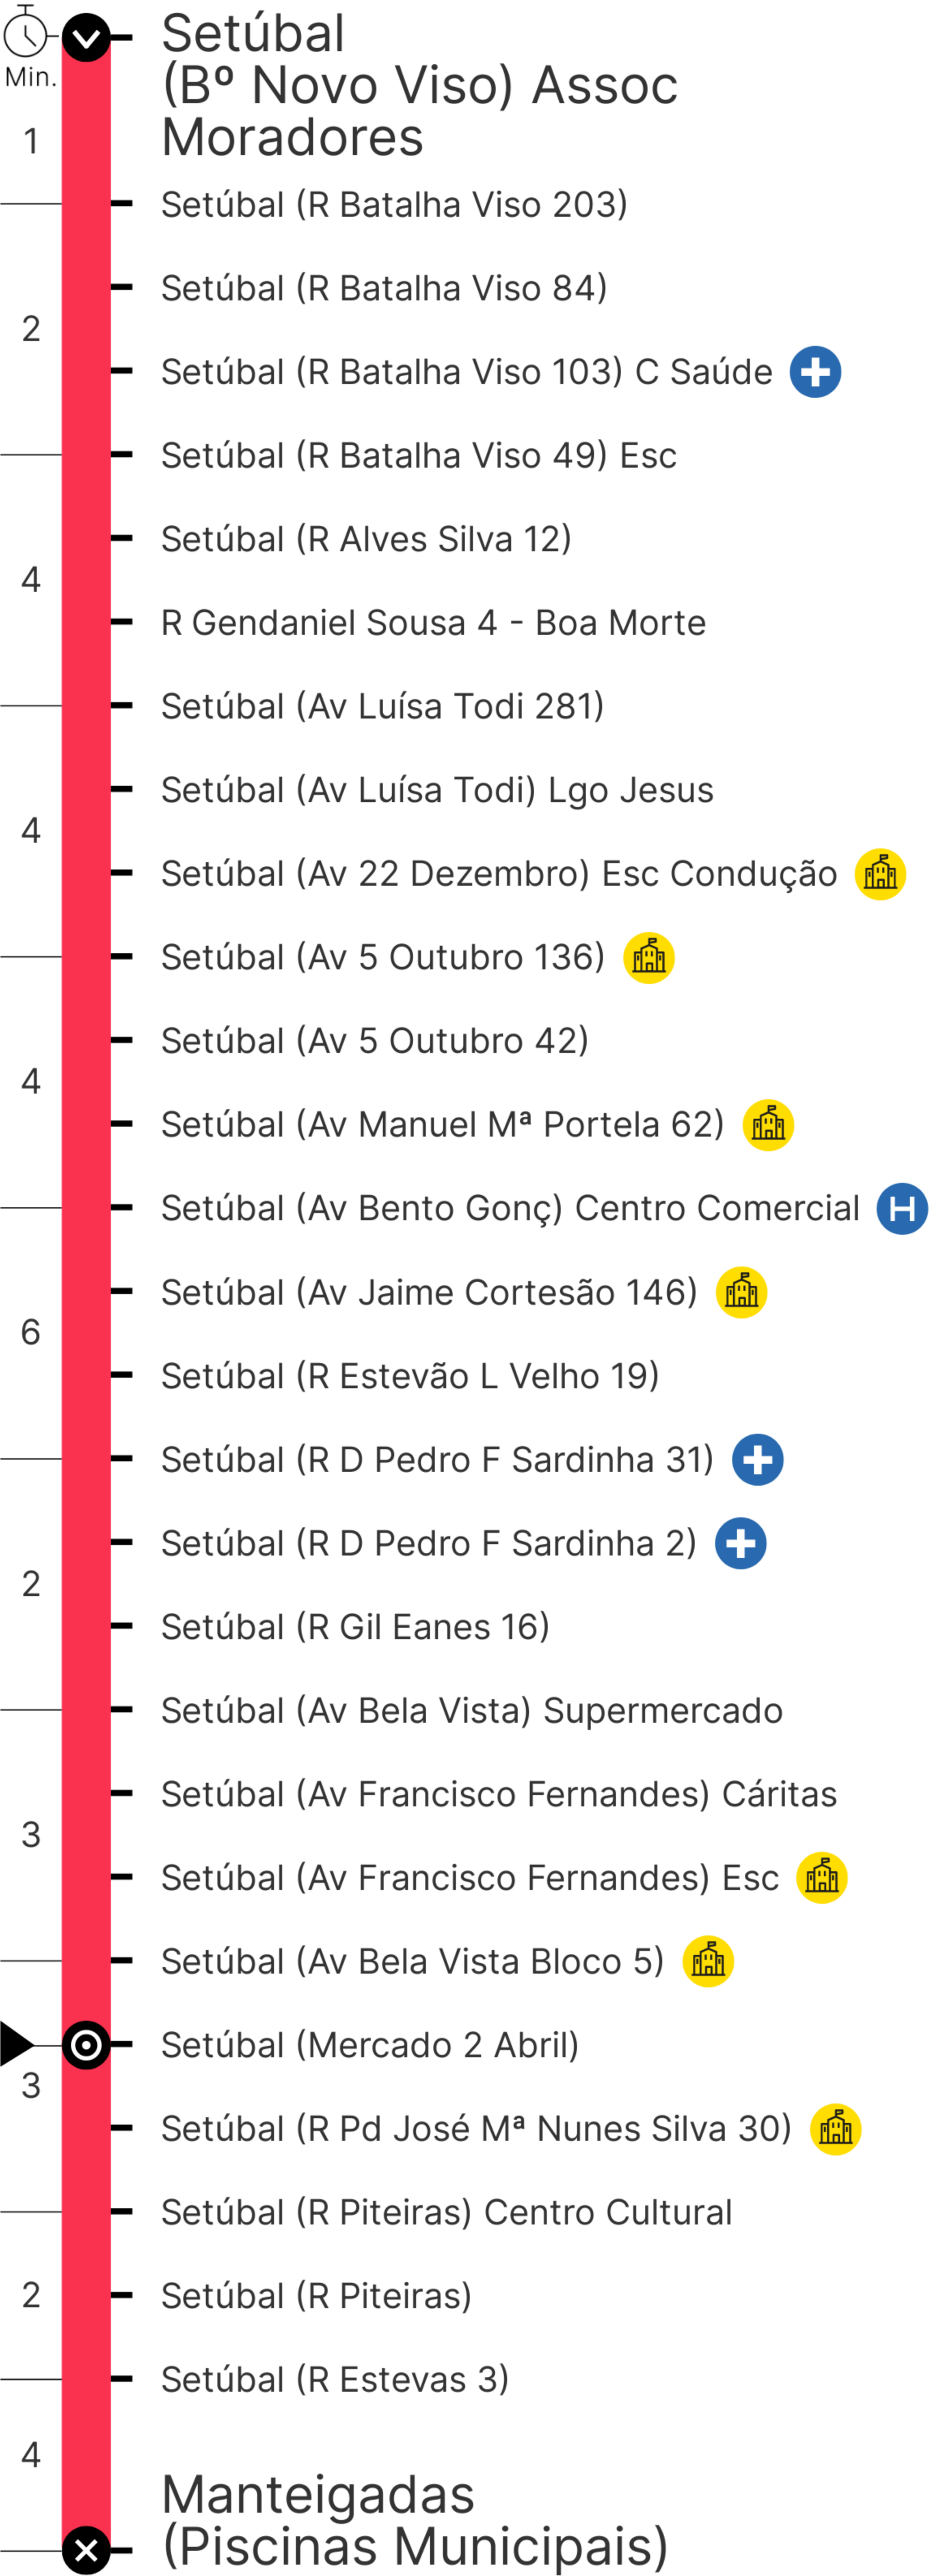 Min.
Setúbal
(Bº Novo Viso) Assoc
Moradores
1
Setúbal (R Batalha Viso 203)
Setúbal (R Batalha Viso 84)
2
Setúbal (R Batalha Viso 103) C Saúde
Setúbal (R Batalha Viso 49) Esc
Setúbal (R Alves Silva 12)
4
R Gendaniel Sousa 4 - Boa Morte
Setúbal (Av Luísa Todi 281)
Setúbal (Av Luísa Todi) Lgo Jesus
4
Setúbal (Av 22 Dezembro) Esc Condução
Setúbal (Av 5 Outubro 136)
Setúbal (Av 5 Outubro 42)
4
Setúbal (Av Manuel Mª Portela 62)
Setúbal (Av Bento Gonç) Centro Comercial H
Setúbal (Av Jaime Cortesão 146)
6
Setúbal (R Estevão L Velho 19)
Setúbal (R D Pedro F Sardinha 31)
Setúbal (R D Pedro F Sardinha 2)
2
Setúbal (R Gil Eanes 16)
Setúbal (Av Bela Vista) Supermercado
Setúbal (Av Francisco Fernandes) Cáritas
3
Setúbal (Av Francisco Fernandes) Esc
Setúbal (Av Bela Vista Bloco 5)
Setúbal (Mercado 2 Abril)
3
Setúbal (R Pd José Mª Nunes Silva 30)
Setúbal (R Piteiras) Centro Cultural
2
Setúbal (R Piteiras)
Setúbal (R Estevas 3)
4
Manteigadas
(Piscinas Municipais)